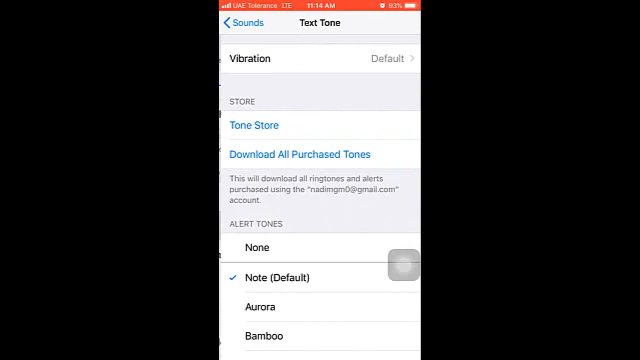 UAE Tolerance LTE 11:14 AM 93%
Sounds Text Tone
Vibration Default
STORE
Tone Store
Download All Purchased Tones
This will download all ringtones and alerts
purchased using the "nadimgm0@gmail.com"
account.
ALERT TONES
None
Note (Default)
Aurora
Bamboo